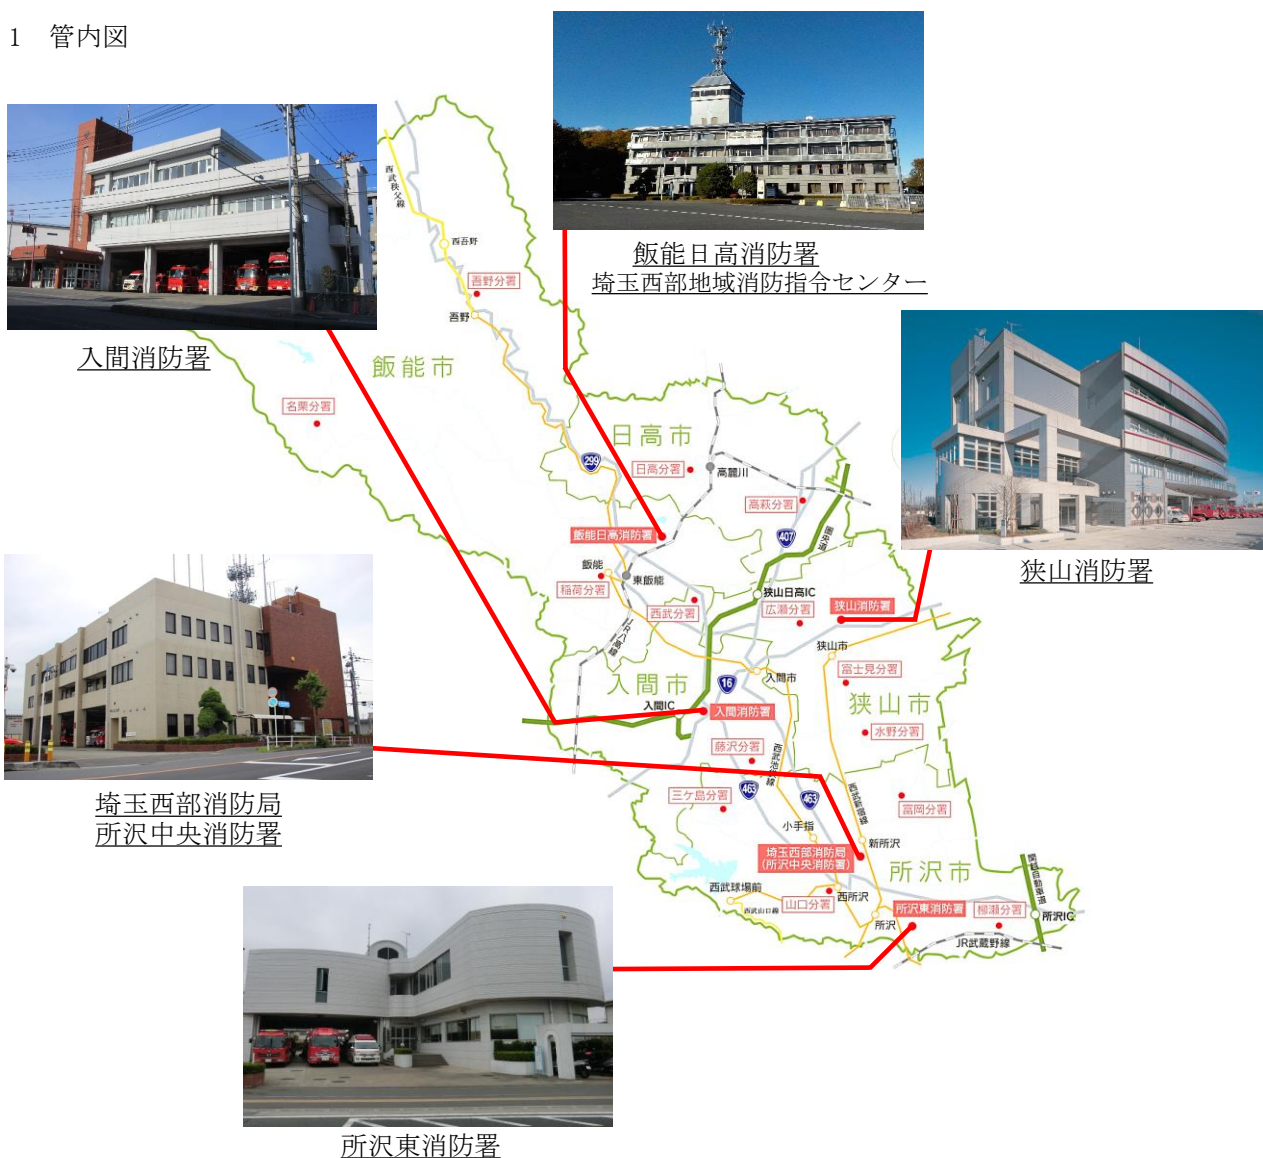 1　管内図
飯能日高消防署
埼玉西部地域消防指令センター
入間消防署
狭山消防署
埼玉西部消防局
所沢中央消防署
所沢東消防署
西武秩父線
西吾野
吾野分署
吾野
飯能市
名栗分署
299
日高市
日高分署
高麗川
高萩分署
407
圏央道
飯能日高消防署
飯能
東飯能
稲荷分署
西武分署
狭山日高IC
広瀬分署
狭山消防署
JR八高線
狭山市
入間市
富士見分署
入間市
16
狭山市
入間IC
入間消防署
水野分署
藤沢分署
西武池袋線
463
463
三ケ島分署
西武新宿線
富岡分署
小手指
新所沢
埼玉西部消防局
(所沢中央消防署)
所沢市
関越自動車道
西武球場前
西所沢
山口分署
西武山口線
所沢東消防署
柳瀬分署
所沢
所沢IC
JR武蔵野線